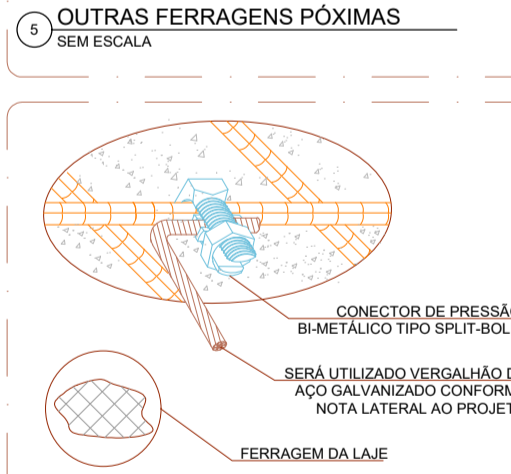 5 OUTRAS FERRAGENS PÓXIMAS
SEM ESCALA
CONECTOR DE PRESSÃO
BI-METÁLICO TIPO SPLIT-BOL
SERÁ UTILIZADO VERGALHÃO D
AÇO GALVANIZADO CONFORM
NOTA LATERAL AO PROJET
FERRAGEM DA LAJE